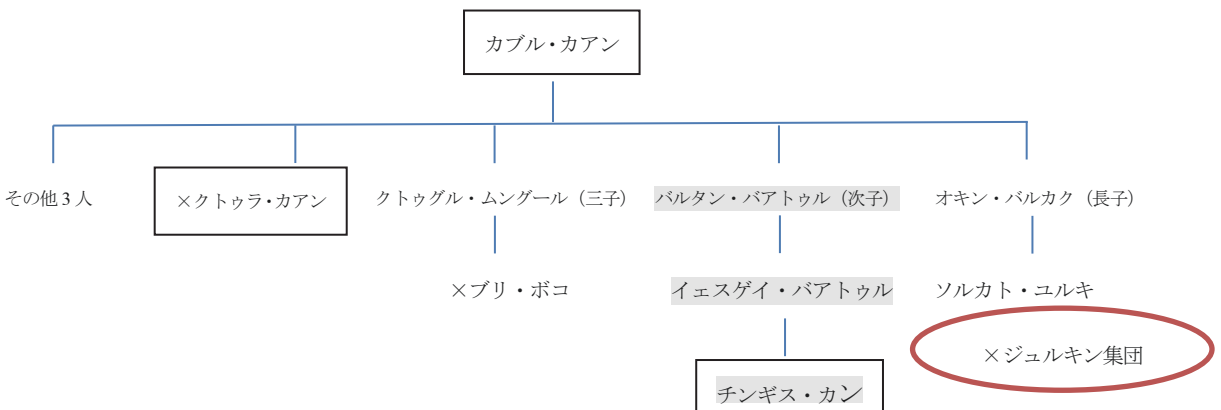 カブル・カアン
その他3人
×クトゥラ・カアン
クトゥグル・ムングール（三子）
バルタン・バアトゥル（次子）
オキン・バルカク（長子）
×ブリ・ボコ
イェスゲイ・バアトゥル
ソルカト・ユルキ
×ジュルキン集団
チンギス・カン